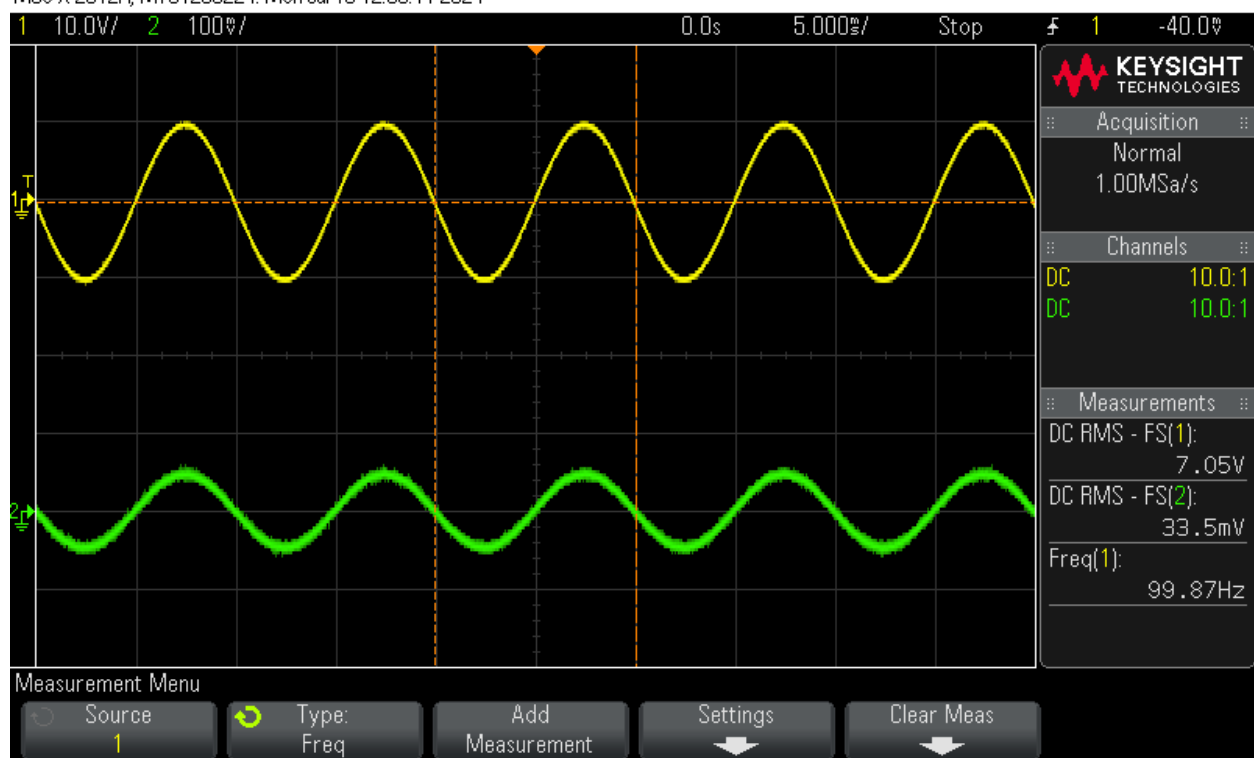 1 10.0V/ 2 100mV/ 0.0s 5.000ms/ Stop 1 -40.0mV
KEYSIGHT
TECHNOLOGIES
Acquisition
Normal
1.00MSa/s
Channels
DC 10.0:1
DC 10.0:1
Measurements
DC RMS - FS(1):
7.05V
DC RMS - FS(2):
33.5mV
Freq(1):
99.87Hz
T
1
2
Measurement Menu
Source
1
Type:
Freq
Add
Measurement
Settings
Clear Meas